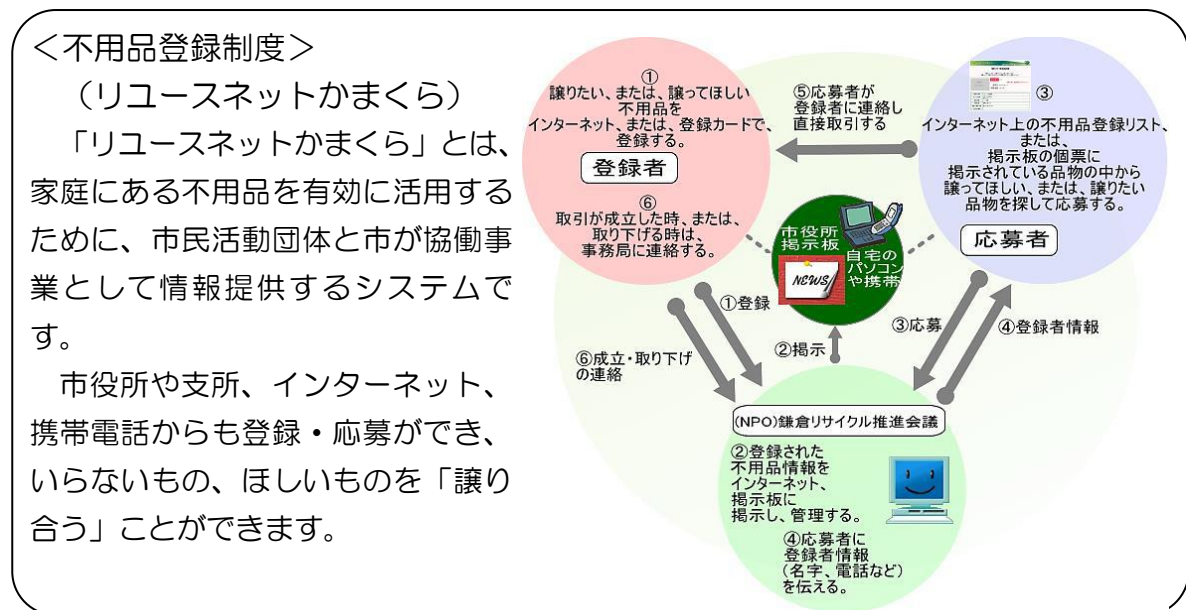 ＜不用品登録制度＞
（リユースネットかまくら）
「リユースネットかまくら」とは、
家庭にある不用品を有効に活用する
ために、市民活動団体と市が協働事
業として情報提供するシステムで
す。
市役所や支所、インターネット、
携帯電話からも登録・応募ができ、
いらないもの、ほしいものを「譲り
合う」ことができます。
①
譲りたい、または、譲ってほしい
不用品を
インターネット、または、登録カードで、
登録する。
登録者
⑥
取引が成立した時、または、
取り下げる時は、
事務局に連絡する。
⑤応募者が
登録者に連絡し
直接取引する
③
インターネット上の不用品登録リスト、
または、
掲示板の個票に
掲示されている品物の中から
譲ってほしい、または、譲りたい
品物を探して応募する。
応募者
市役所
掲示板
自宅の
パソコン
や携帯
NEWS
①登録
②掲示
③応募
④登録者情報
⑥成立・取り下げ
の連絡
(NPO)鎌倉リサイクル推進会議
②登録された
不用品情報を
インターネット、
掲示板に
掲示し、管理する。
④応募者に
登録者情報
（名字、電話など）
を伝える。